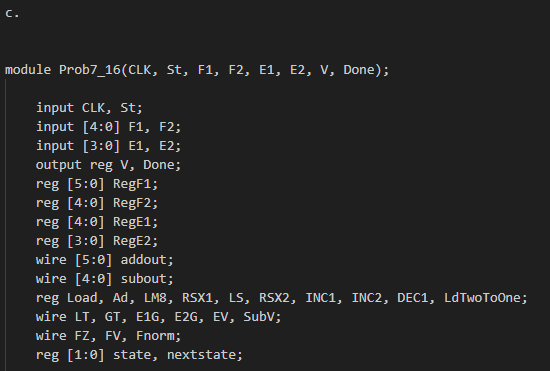 c.
module Prob7_16(CLK, St, F1, F2, E1, E2, V, Done);
input CLK, St;
input [4:0] F1, F2;
input [3:0] E1, E2;
output reg V, Done;
reg [5:0] RegF1;
reg [4:0] RegF2;
reg [4:0] RegE1;
reg [3:0] RegE2;
wire [5:0] addout;
wire [4:0] subout;
reg Load, Ad, LM8, RSX1, LS, RSX2, INC1, INC2, DEC1, LdTwoToOne;
wire LT, GT, E1G, E2G, EV, SubV;
wire FZ, FV, Fnorm;
reg [1:0] state, nextstate;